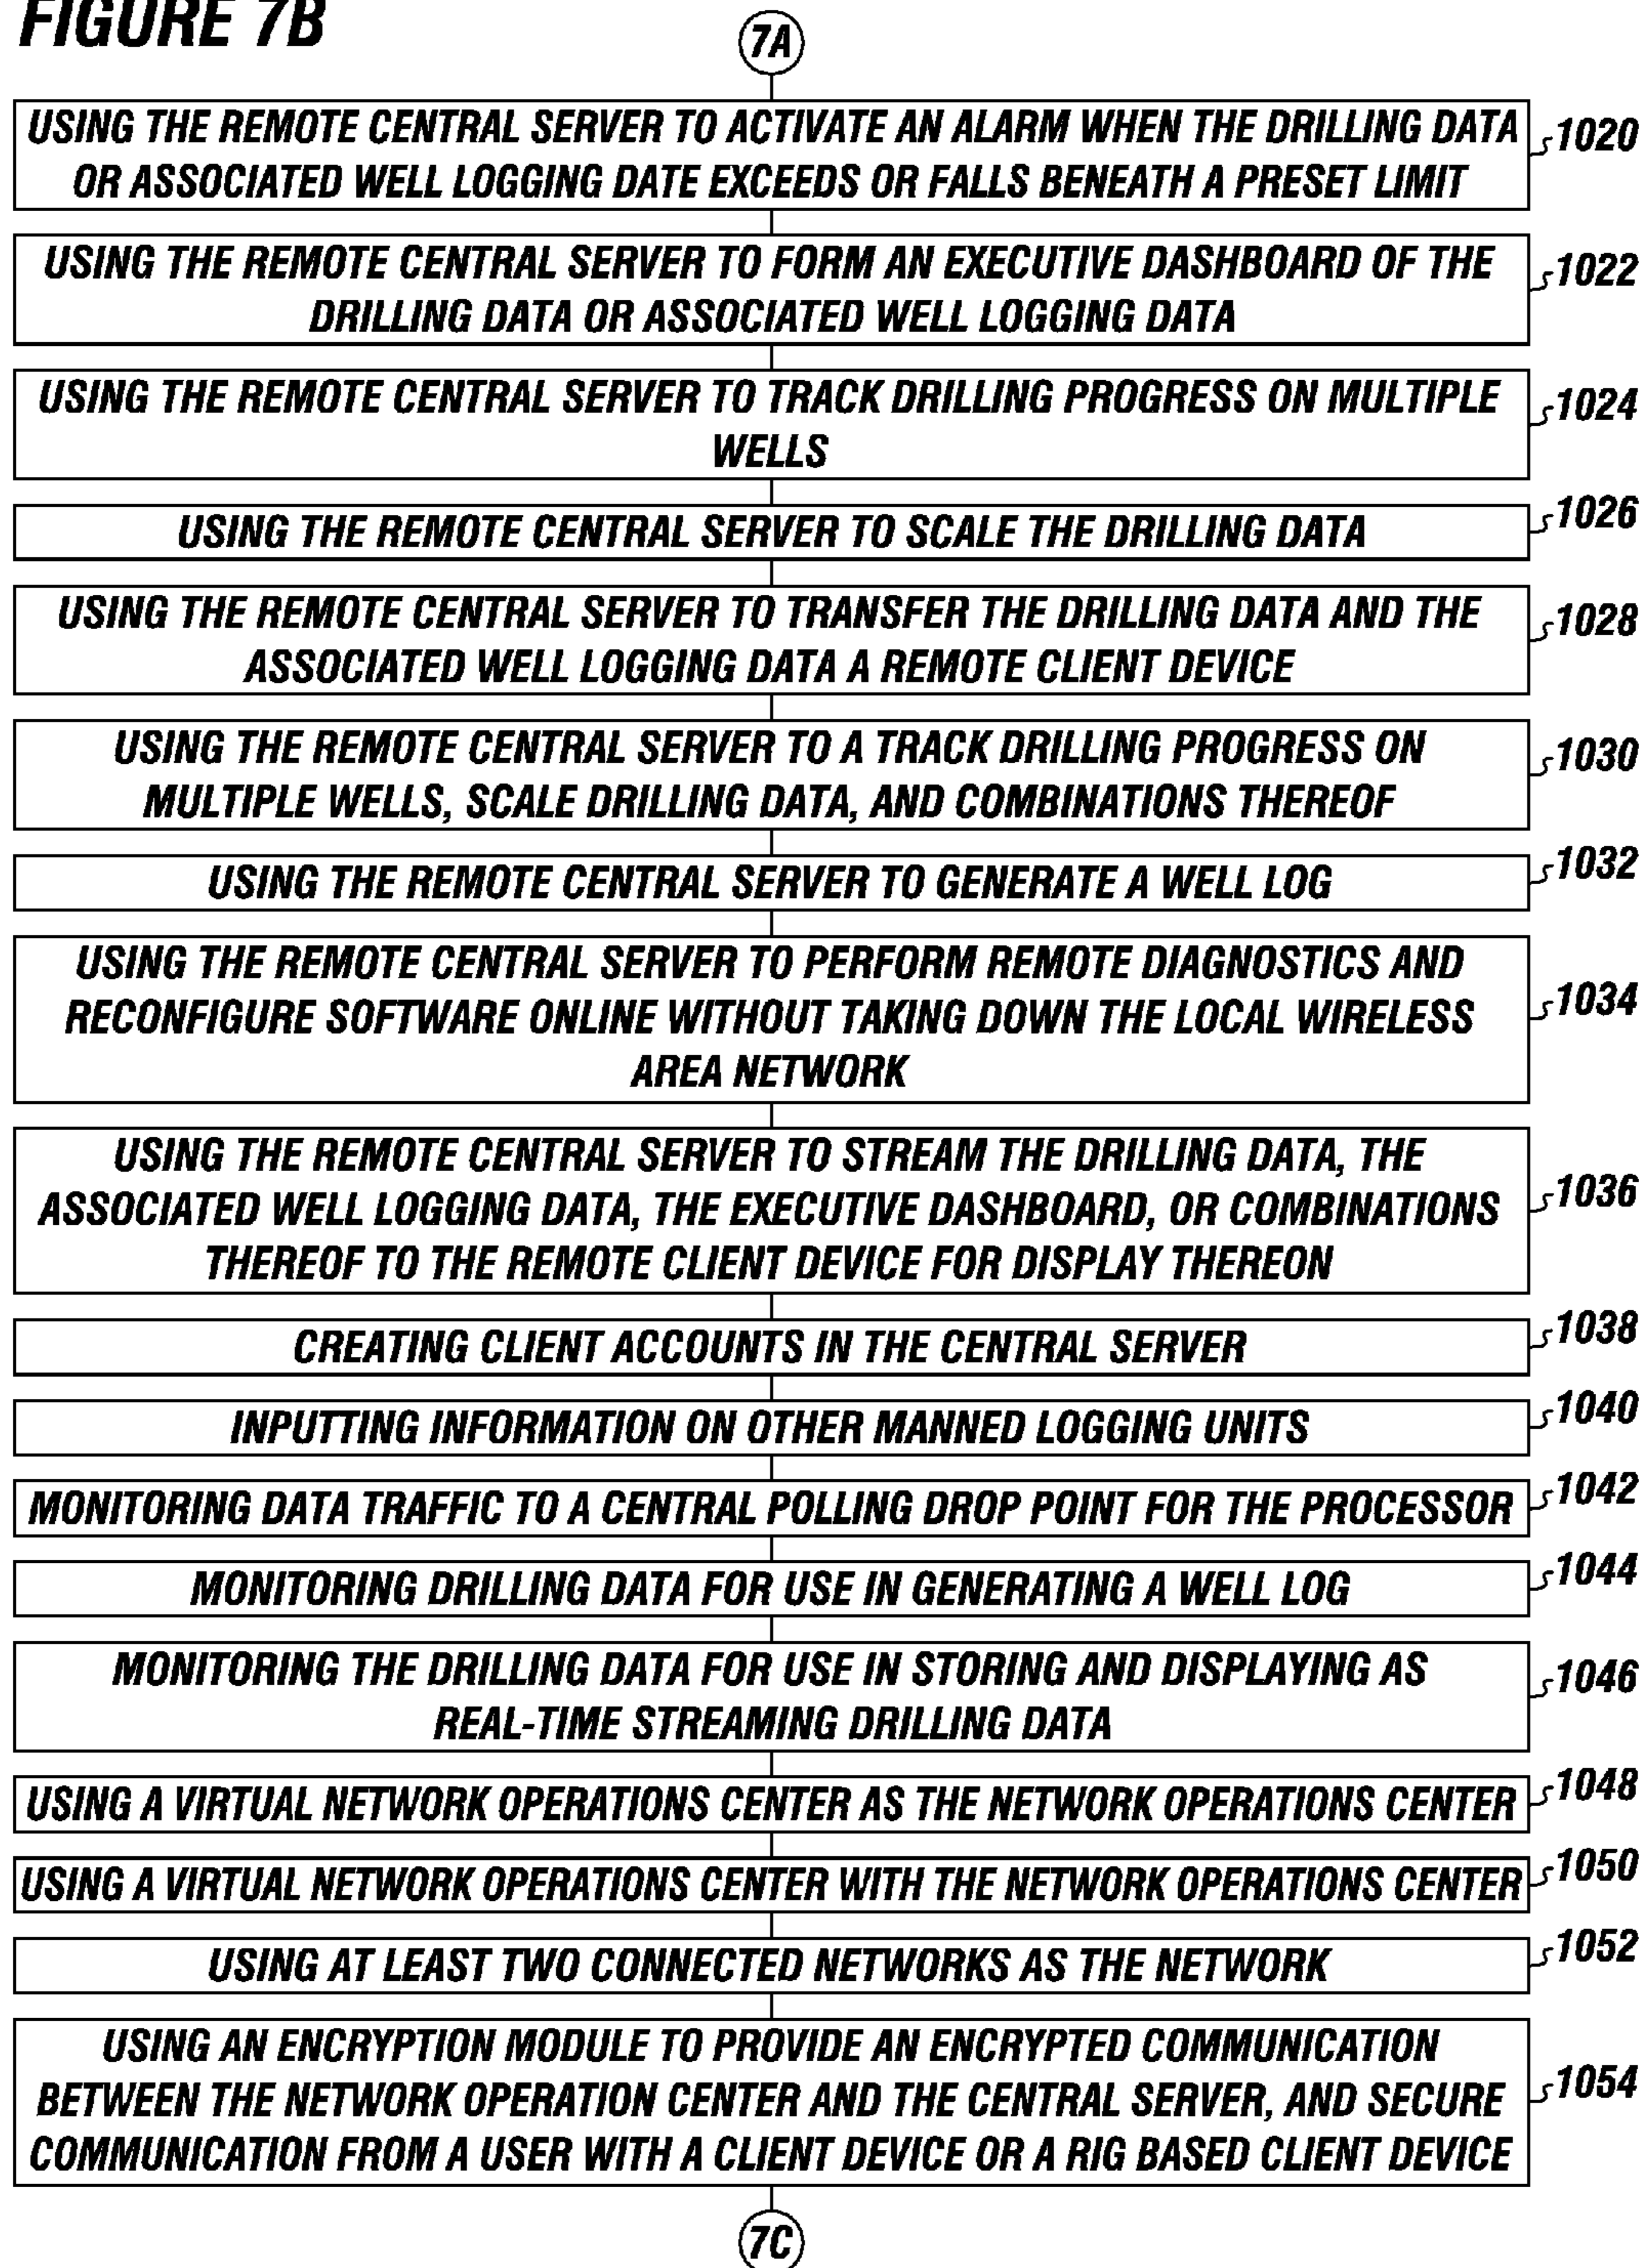 FIGURE 7B
7A
USING THE REMOTE CENTRAL SERVER TO ACTIVATE AN ALARM WHEN THE DRILLING DATA
OR ASSOCIATED WELL LOGGING DATE EXCEEDS OR FALLS BENEATH A PRESET LIMIT
1020
USING THE REMOTE CENTRAL SERVER TO FORM AN EXECUTIVE DASHBOARD OF THE
DRILLING DATA OR ASSOCIATED WELL LOGGING DATA
1022
USING THE REMOTE CENTRAL SERVER TO TRACK DRILLING PROGRESS ON MULTIPLE
WELLS
1024
USING THE REMOTE CENTRAL SERVER TO SCALE THE DRILLING DATA
1026
USING THE REMOTE CENTRAL SERVER TO TRANSFER THE DRILLING DATA AND THE
ASSOCIATED WELL LOGGING DATA A REMOTE CLIENT DEVICE
1028
USING THE REMOTE CENTRAL SERVER TO A TRACK DRILLING PROGRESS ON
MULTIPLE WELLS, SCALE DRILLING DATA, AND COMBINATIONS THEREOF
1030
USING THE REMOTE CENTRAL SERVER TO GENERATE A WELL LOG
1032
USING THE REMOTE CENTRAL SERVER TO PERFORM REMOTE DIAGNOSTICS AND
RECONFIGURE SOFTWARE ONLINE WITHOUT TAKING DOWN THE LOCAL WIRELESS
AREA NETWORK
1034
USING THE REMOTE CENTRAL SERVER TO STREAM THE DRILLING DATA, THE
ASSOCIATED WELL LOGGING DATA, THE EXECUTIVE DASHBOARD, OR COMBINATIONS
THEREOF TO THE REMOTE CLIENT DEVICE FOR DISPLAY THEREON
1036
CREATING CLIENT ACCOUNTS IN THE CENTRAL SERVER
1038
INPUTTING INFORMATION ON OTHER MANNED LOGGING UNITS
1040
MONITORING DATA TRAFFIC TO A CENTRAL POLLING DROP POINT FOR THE PROCESSOR
1042
MONITORING DRILLING DATA FOR USE IN GENERATING A WELL LOG
1044
MONITORING THE DRILLING DATA FOR USE IN STORING AND DISPLAYING AS
REAL-TIME STREAMING DRILLING DATA
1046
USING A VIRTUAL NETWORK OPERATIONS CENTER AS THE NETWORK OPERATIONS CENTER
1048
USING A VIRTUAL NETWORK OPERATIONS CENTER WITH THE NETWORK OPERATIONS CENTER
1050
USING AT LEAST TWO CONNECTED NETWORKS AS THE NETWORK
1052
USING AN ENCRYPTION MODULE TO PROVIDE AN ENCRYPTED COMMUNICATION
BETWEEN THE NETWORK OPERATION CENTER AND THE CENTRAL SERVER, AND SECURE
COMMUNICATION FROM A USER WITH A CLIENT DEVICE OR A RIG BASED CLIENT DEVICE
1054
7C